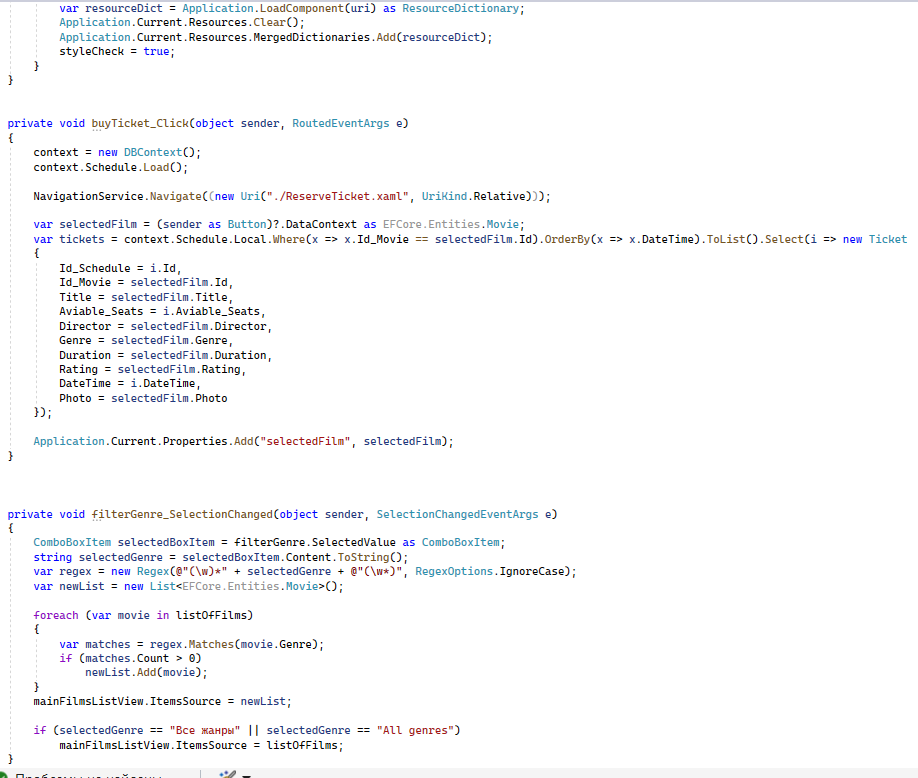 var resourceDict = Application.LoadComponent(uri) as ResourceDictionary;
Application.Current.Resources.Clear();
Application.Current.Resources.MergedDictionaries.Add(resourceDict);
styleCheck = true;
}
}
private void buyTicket_Click(object sender, RoutedEventArgs e)
{
context = new DBContext();
context.Schedule.Load();
NavigationService.Navigate((new Uri("./ReserveTicket.xaml", UriKind.Relative)));
var selectedFilm = (sender as Button)?.DataContext as EFCore.Entities.Movie;
var tickets = context.Schedule.Local.Where(x => x.Id_Movie == selectedFilm.Id).OrderBy(x => x.DateTime).ToList().Select(i => new Ticket
{
Id_Schedule = i.Id,
Id_Movie = selectedFilm.Id,
Title = selectedFilm.Title,
Aviable_Seats = i.Aviable_Seats,
Director = selectedFilm.Director,
Genre = selectedFilm.Genre,
Duration = selectedFilm.Duration,
Rating = selectedFilm.Rating,
DateTime = i.DateTime,
Photo = selectedFilm.Photo
});
Application.Current.Properties.Add("selectedFilm", selectedFilm);
}
private void filterGenre_SelectionChanged(object sender, SelectionChangedEventArgs e)
{
ComboBoxItem selectedBoxItem = filterGenre.SelectedValue as ComboBoxItem;
string selectedGenre = selectedBoxItem.Content.ToString();
var regex = new Regex(@"(\w)*" + selectedGenre + @"(\w*)", RegexOptions.IgnoreCase);
var newList = new List<EFCore.Entities.Movie>();
foreach (var movie in listOfFilms)
{
var matches = regex.Matches(movie.Genre);
if (matches.Count > 0)
newList.Add(movie);
}
mainFilmsListView.ItemsSource = newList;
if (selectedGenre == "Все жанры" || selectedGenre == "All genres")
mainFilmsListView.ItemsSource = listOfFilms;
}